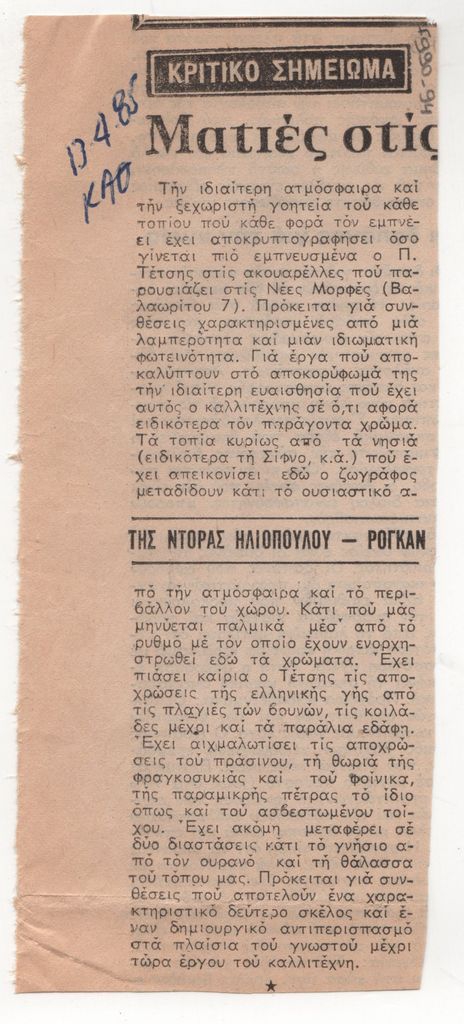 5990-94
13.4.85
ΚΑΘ
ΚΡΙΤΙΚΟ ΣΗΜΕΙΩΜΑ
Ματιές στίς
Τήν ιδιαίτερη ατμόσφαιρα καί
τήν ξεχωριστή γοητεία τού κάθε
τοπίου πού κάθε φορά τόν εμπνέ-
ει έχει αποκρυπτογραφήσει όσο
γίνεται πιό εμπνευσμένα ο Π.
Τέτσης στίς ακουαρέλλες πού πα-
ρουσιάζει στίς Νέες Μορφές (Βα-
λαωρίτου 7). Πρόκειται γιά συν-
θέσεις χαρακτηρισμένες από μιά
λαμπερότητα καί μιάν ιδιωματική
φωτεινότητα. Γιά έργα πού απο-
καλύπτουν στό αποκορύφωμά της
τήν ιδιαίτερη ευαισθησία πού έχει
αυτός ο καλλιτέχνης σέ ό,τι αφορά
ειδικότερα τόν παράγοντα χρώμα.
Τά τοπία κυρίως από τά νησιά
(ειδικότερα τή Σίφνο, κ.ά.) πού έ-
χει απεικονίσει εδώ ο ζωγράφος
μεταδίδουν κάτι τό ουσιαστικό α-
ΤΗΣ ΝΤΟΡΑΣ ΗΛΙΟΠΟΥΛΟΥ – ΡΟΓΚΑΝ
πό τήν ατμόσφαιρα καί τό περι-
βάλλον τού χώρου. Κάτι πού μάς
μηνύεται παλμικά μέσ' από τό
ρυθμό μέ τόν οποίο έχουν ενορχη-
στρωθεί εδώ τά χρώματα. Έχει
πιάσει καίρια ο Τέτσης τίς απο-
χρώσεις τής ελληνικής γής από
τίς πλαγιές τών βουνών, τίς κοιλά-
δες μέχρι καί τά παράλια εδάφη.
Έχει αιχμαλωτίσει τίς αποχρώ-
σεις τού πράσινου, τή θωριά τής
φραγκοσυκιάς καί τού φοίνικα,
τής παραμικρής πέτρας τό ίδιο
όπως καί τού ασβεστωμένου τοί-
χου. Έχει ακόμη μεταφέρει σέ
δύο διαστάσεις κάτι τό γνήσιο α-
πό τόν ουρανό καί τή θάλασσα
τού τόπου μας. Πρόκειται γιά συν-
θέσεις πού αποτελούν ένα χαρα-
κτηριστικό δεύτερο σκέλος καί έ-
ναν δημιουργικό αντιπερισπασμό
στά πλαίσια τού γνωστού μέχρι
τώρα έργου τού καλλιτέχνη.
★